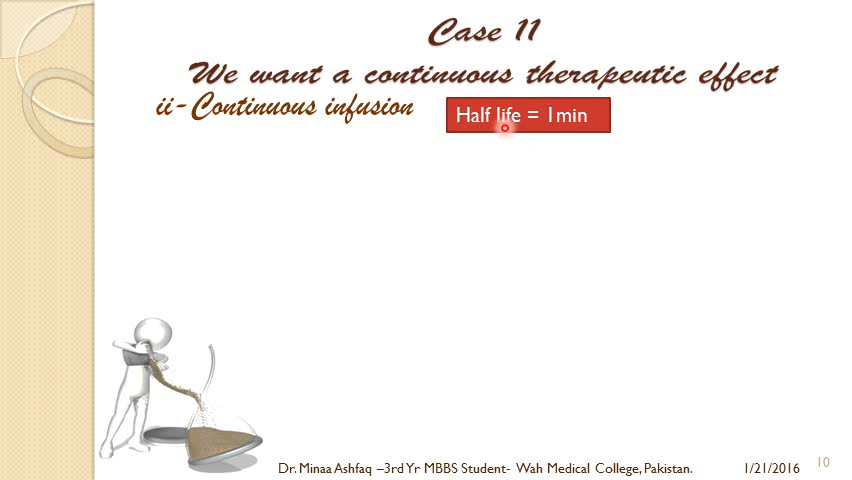 Case 11
We want a continuous therapeutic effect
ii-Continuous infusion
Half life = 1min
Dr. Minaa Ashfaq –3rd Yr MBBS Student- Wah Medical College, Pakistan.
1/21/2016
10